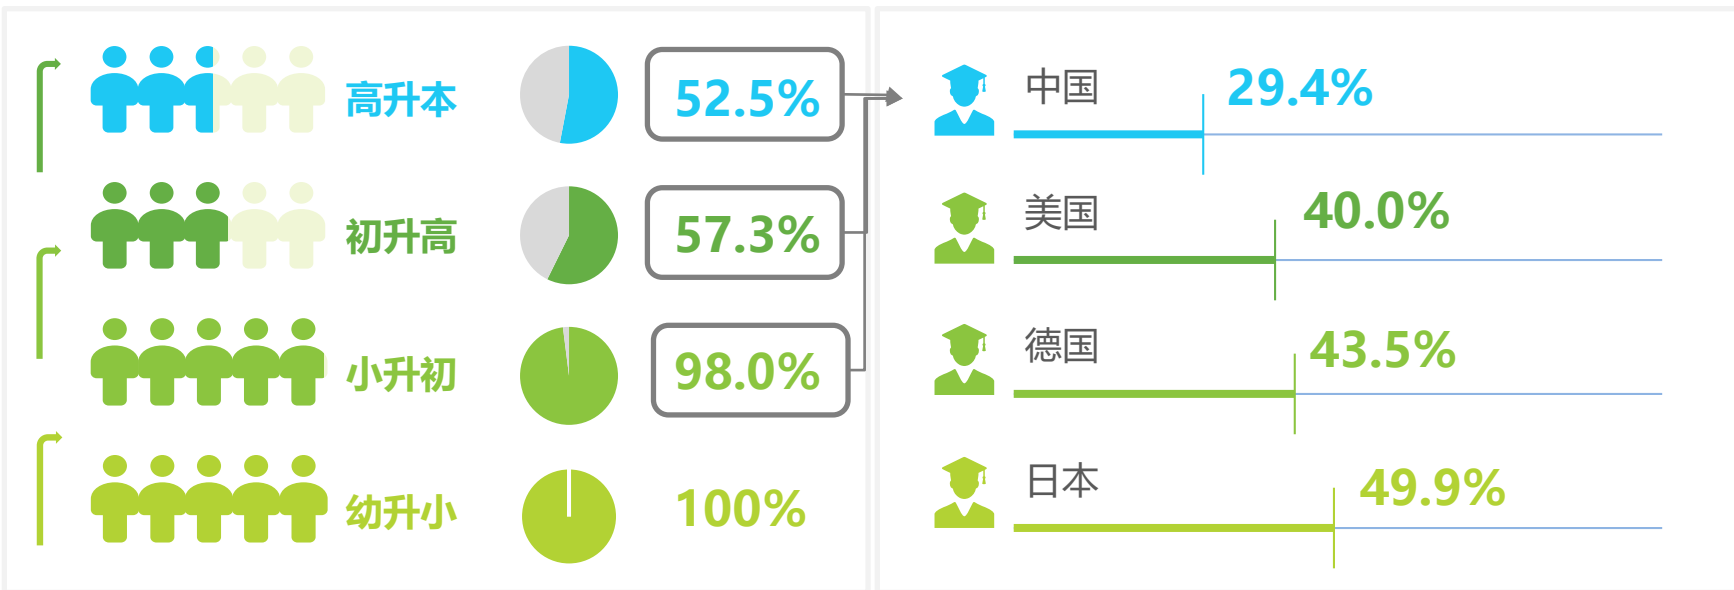 高升本 52.5%
初升高 57.3%
小升初 98.0%
幼升小 100%
中国 29.4%
美国 40.0%
德国 43.5%
日本 49.9%